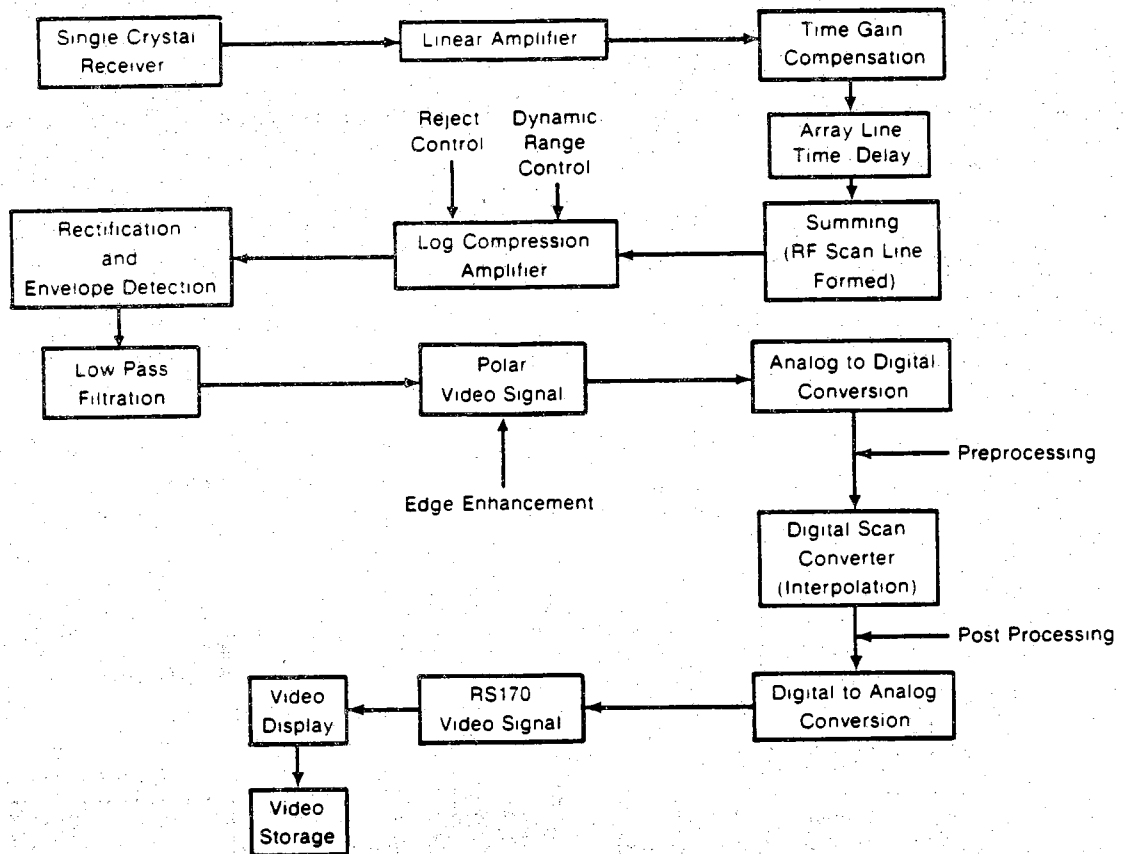 Single Crystal
Receiver
Linear Amplifier
Time Gain
Compensation
Reject
Control
Dynamic
Range
Control
Array Line
Time Delay
Rectification
and
Envelope Detection
Log Compression
Amplifier
Summing
(RF Scan Line
Formed)
Low Pass
Filtration
Polar
Video Signal
Analog to Digital
Conversion
Edge Enhancement
Preprocessing
Digital Scan
Converter
(Interpolation)
Post Processing
Video
Display
RS170
Video Signal
Digital to Analog
Conversion
Video
Storage